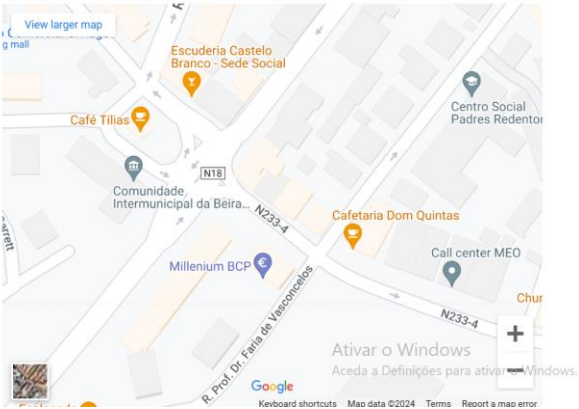 View larger map
g mall
Escuderia Castelo
Branco - Sede Social
Café Tílias
Centro Social
Padres Redentor
N18
Comunidade
Intermunicipal da Beira...
N233-4
Cafetaria Dom Quintas
Call center MEO
Millenium BCP
€
R. Prof. Dr. Faria de Vasconcelos
Chur
N233-4
+
Ativar o Windows
Aceda a Definições para ativar o Windows.
Google
Keyboard shortcuts Map data ©2024 Terms Report a map error